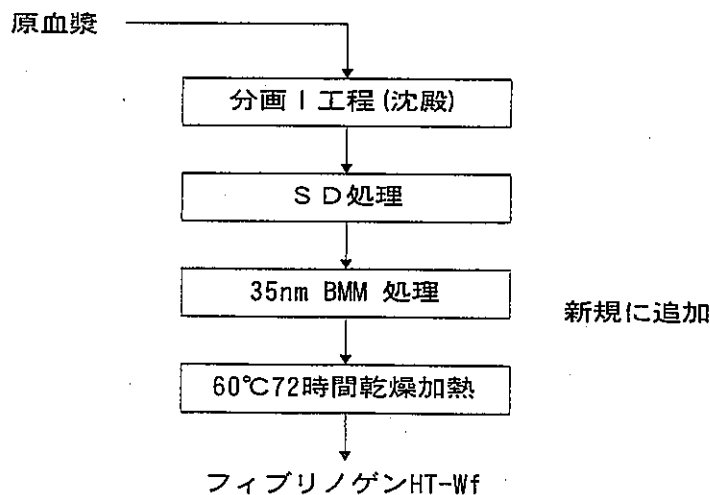 原血漿
分画Ⅰ工程(沈殿)
SD処理
35nm BMM 処理
新規に追加
60℃72時間乾燥加熱
フィブリノゲンHT-Wf